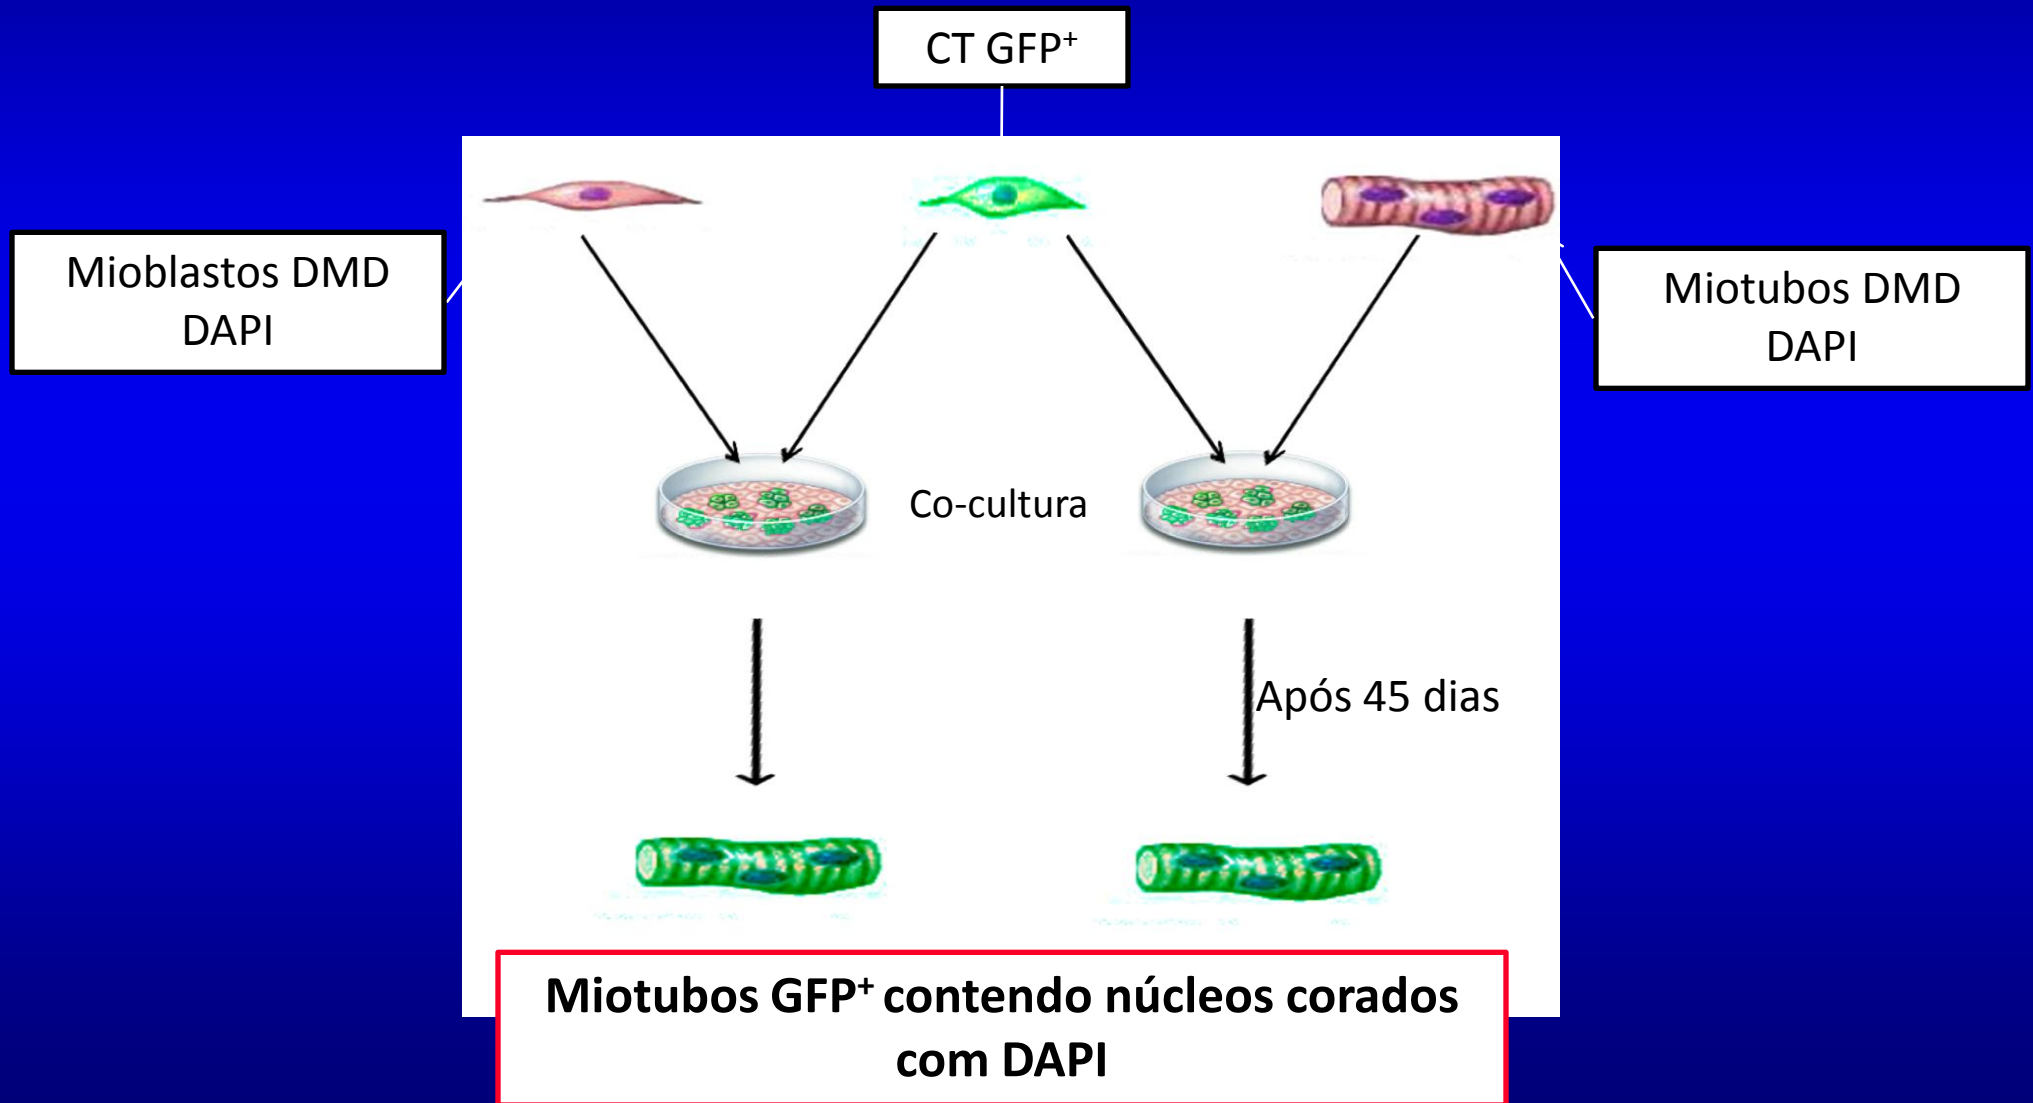 CT GFP⁺
Mioblastos DMD
DAPI
Miotubos DMD
DAPI
Co-cultura
Após 45 dias
Miotubos GFP⁺ contendo núcleos corados
com DAPI